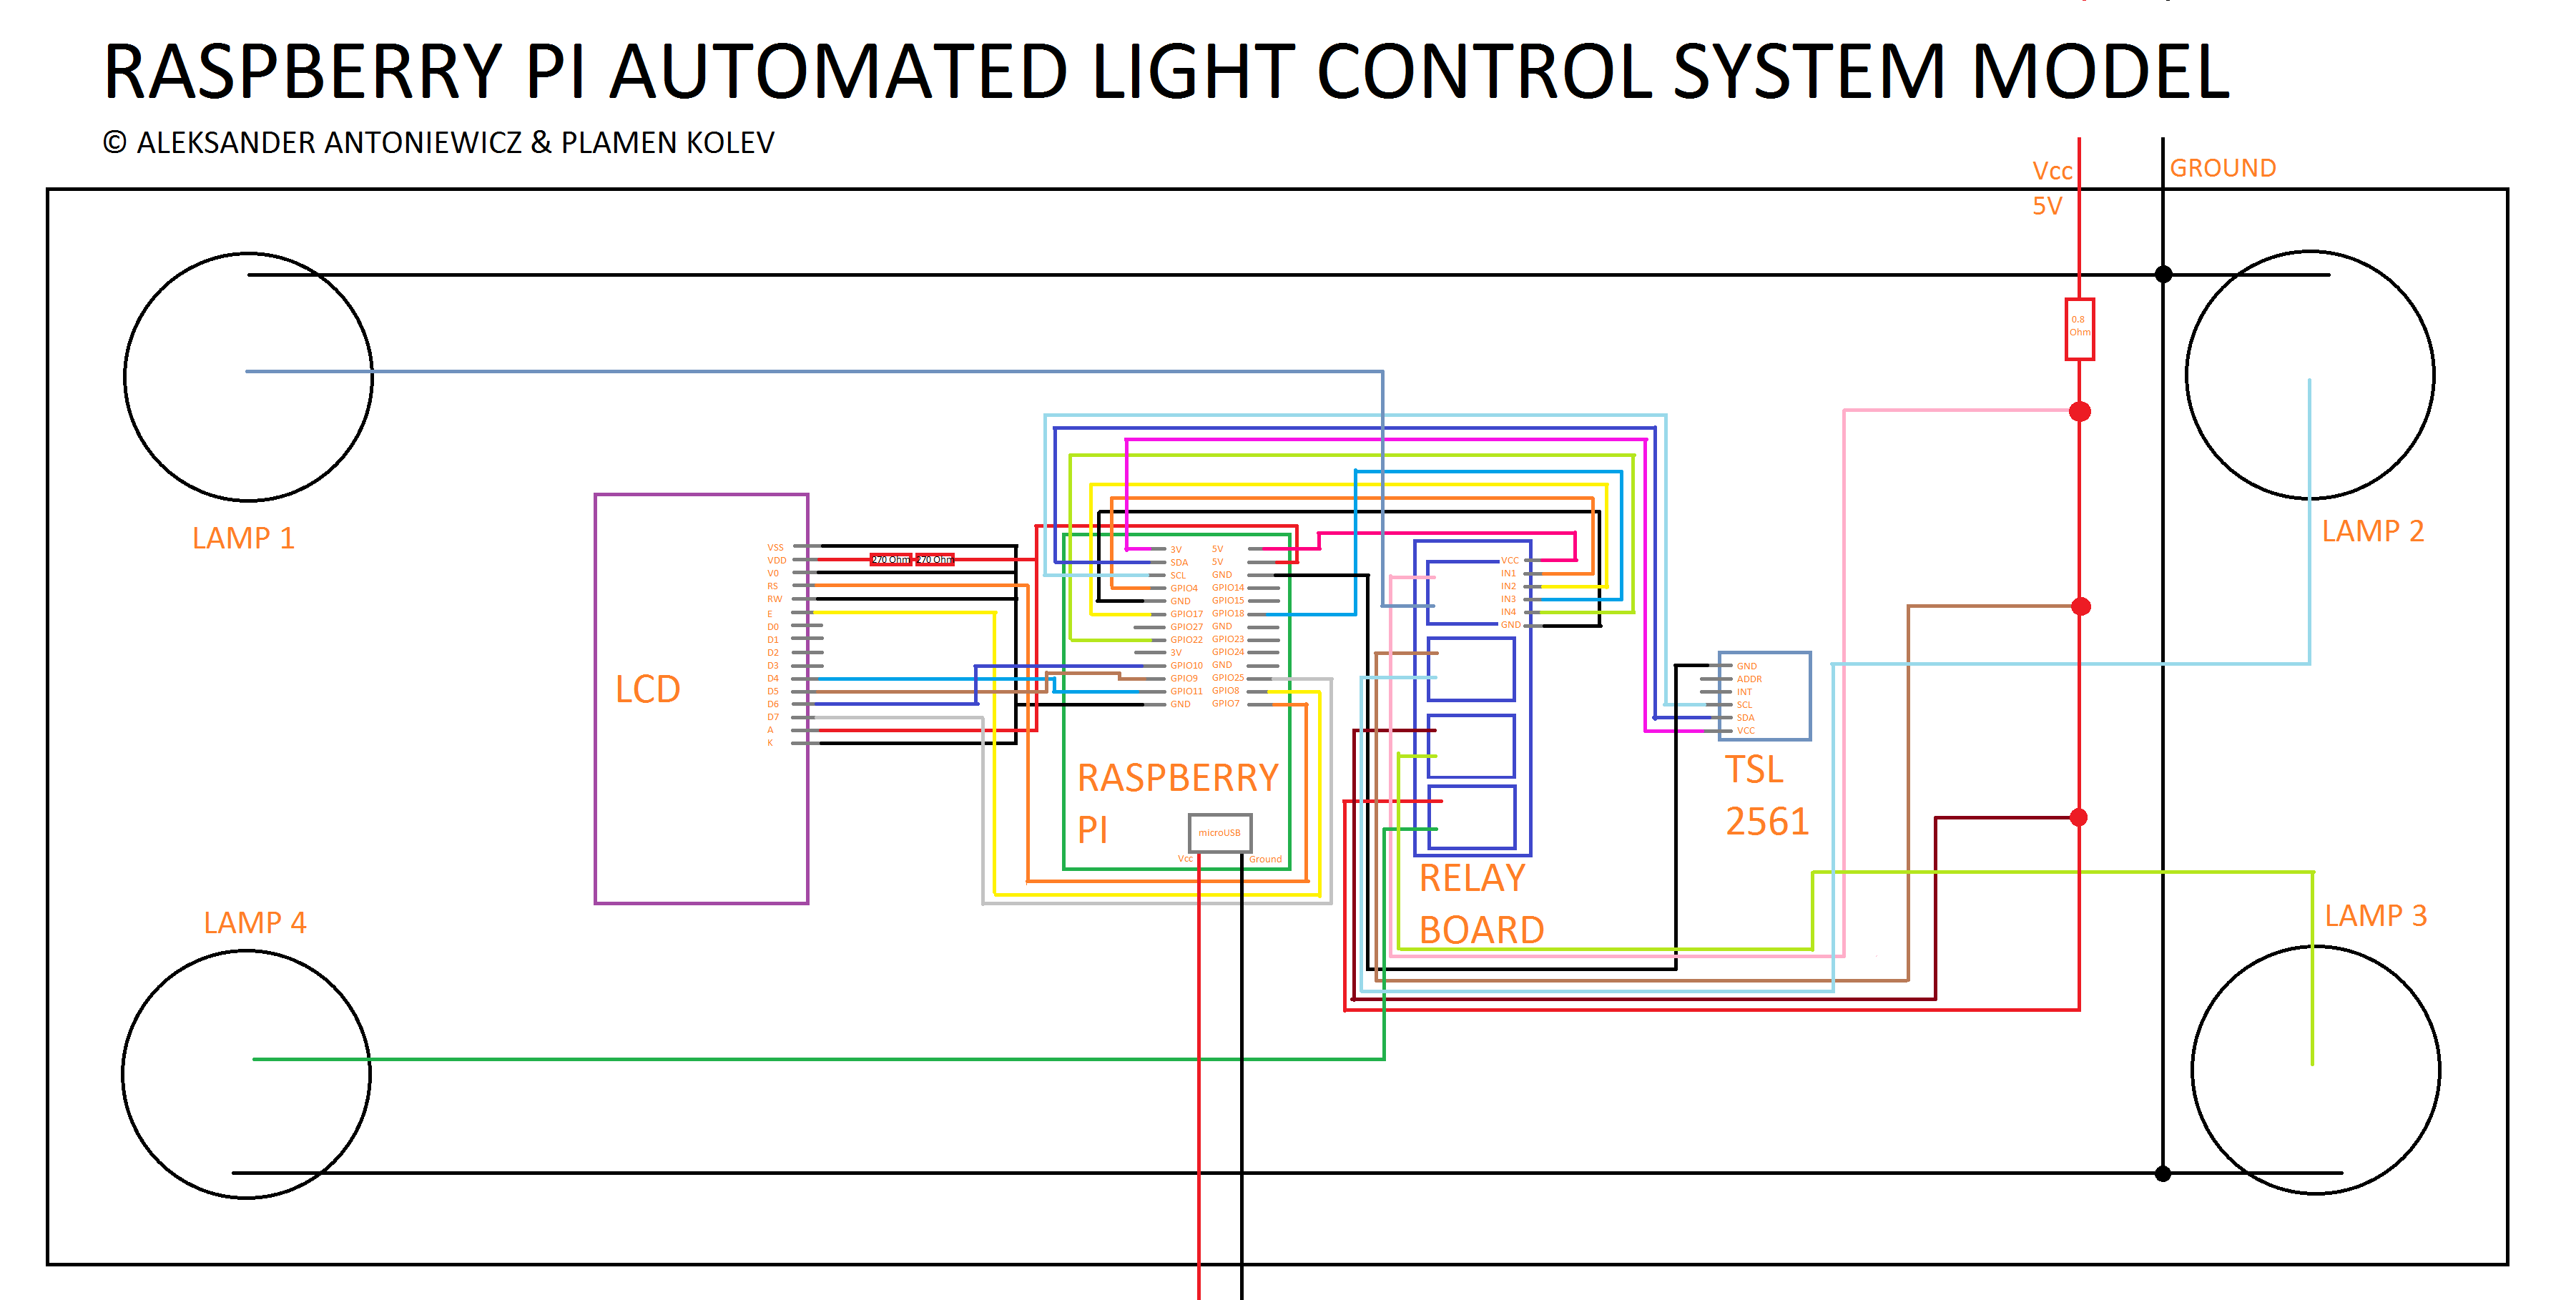 RASPBERRY PI AUTOMATED LIGHT CONTROL SYSTEM MODEL
© ALEKSANDER ANTONIEWICZ & PLAMEN KOLEV
Vcc
5V
GROUND
0.8
Ohm
LAMP 1
LAMP 2
LCD
VSS
VDD
V0
RS
RW
E
D0
D1
D2
D3
D4
D5
D6
D7
A
K
270 Ohm
270 Ohm
3V
SDA
SCL
GPIO4
GND
GPIO17
GPIO27
GPIO22
3V
GPIO10
GPIO9
GPIO11
GND
5V
5V
GND
GPIO14
GPIO15
GPIO18
GND
GPIO23
GPIO24
GND
GPIO25
GPIO8
GPIO7
RASPBERRY
PI
microUSB
Vcc
Ground
VCC
IN1
IN2
IN3
IN4
GND
RELAY
BOARD
GND
ADDR
INT
SCL
SDA
VCC
TSL
2561
LAMP 4
LAMP 3